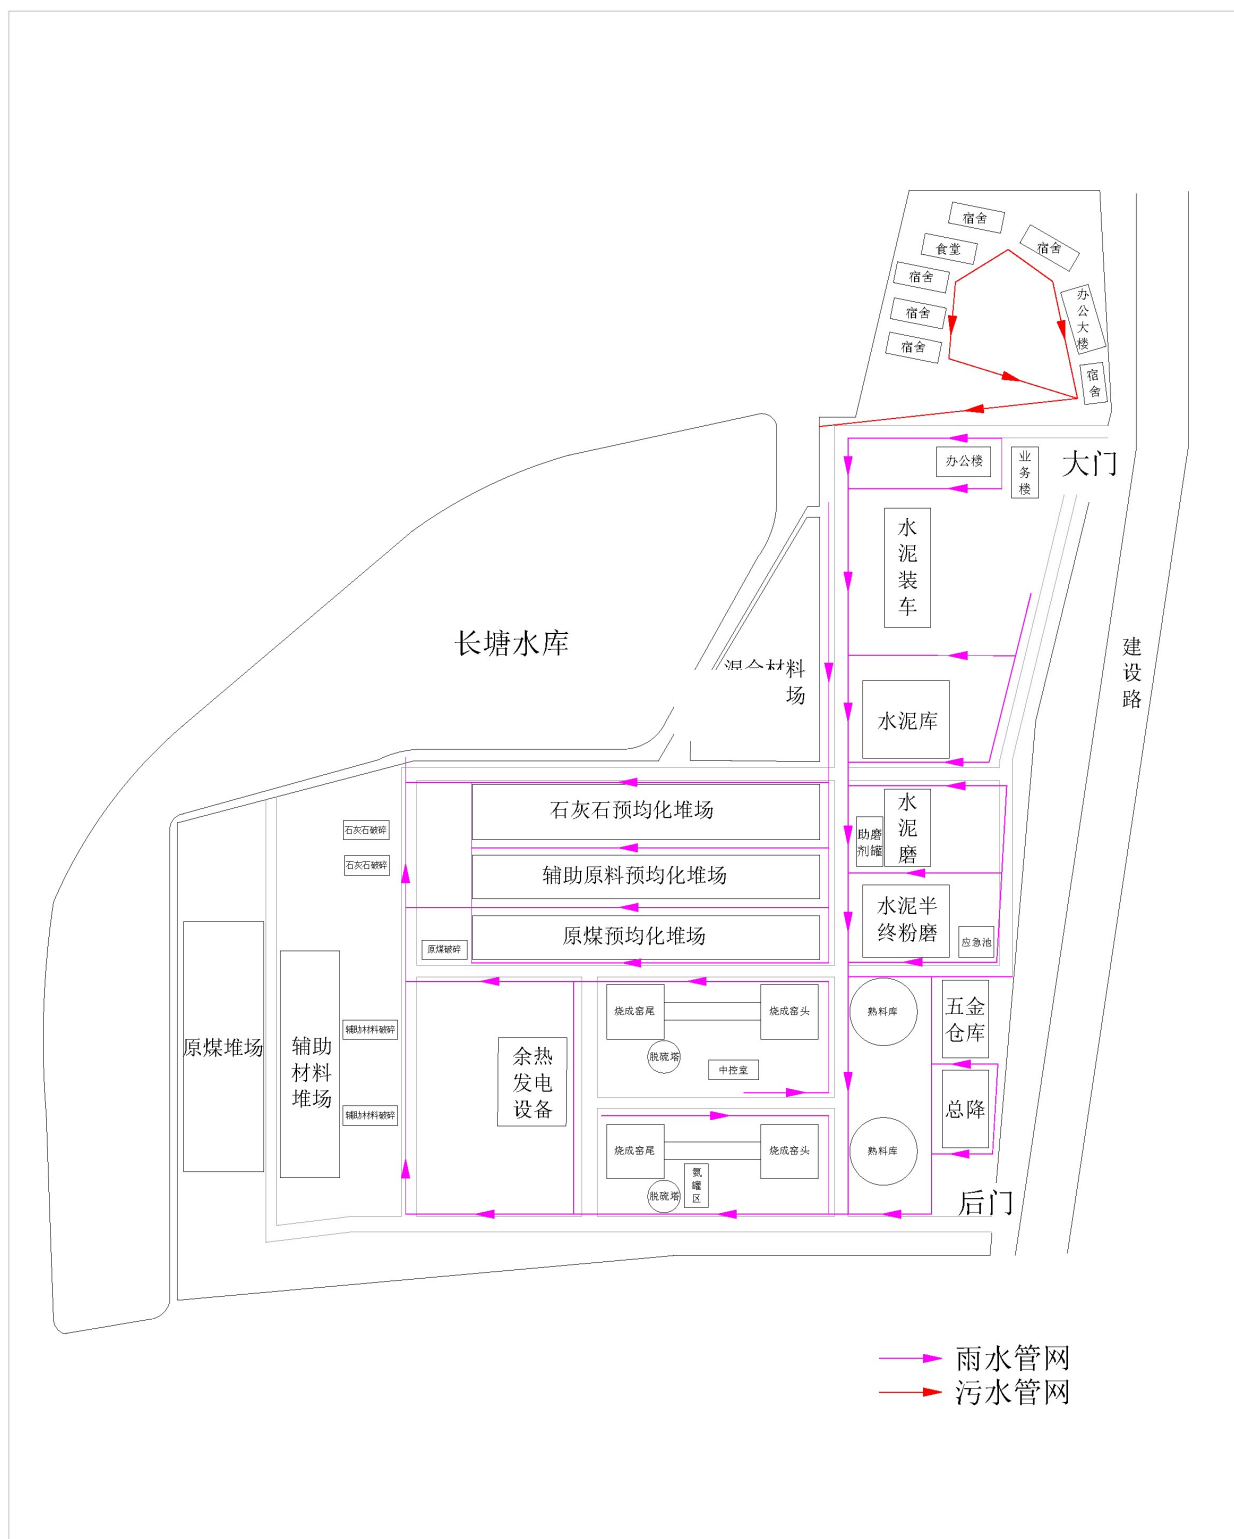 宿舍
宿舍
食堂
宿舍
宿舍
宿舍
办公大楼
宿舍
办公楼
业务楼
大门
水泥装车
长塘水库
建设路
混合材料
场
水泥库
石灰石预均化堆场
水泥磨
助磨
剂罐
石灰石破碎
石灰石破碎
辅助原料预均化堆场
水泥半
终粉磨
原煤预均化堆场
原煤破碎
应急池
烧成窑尾
烧成窑头
熟料库
五金
仓库
辅助材料破碎
原煤堆场
辅助
材料
堆场
余热
发电
设备
脱硫塔
中控室
总降
辅助材料破碎
烧成窑尾
烧成窑头
熟料库
氨罐区
脱硫塔
后门
雨水管网
污水管网